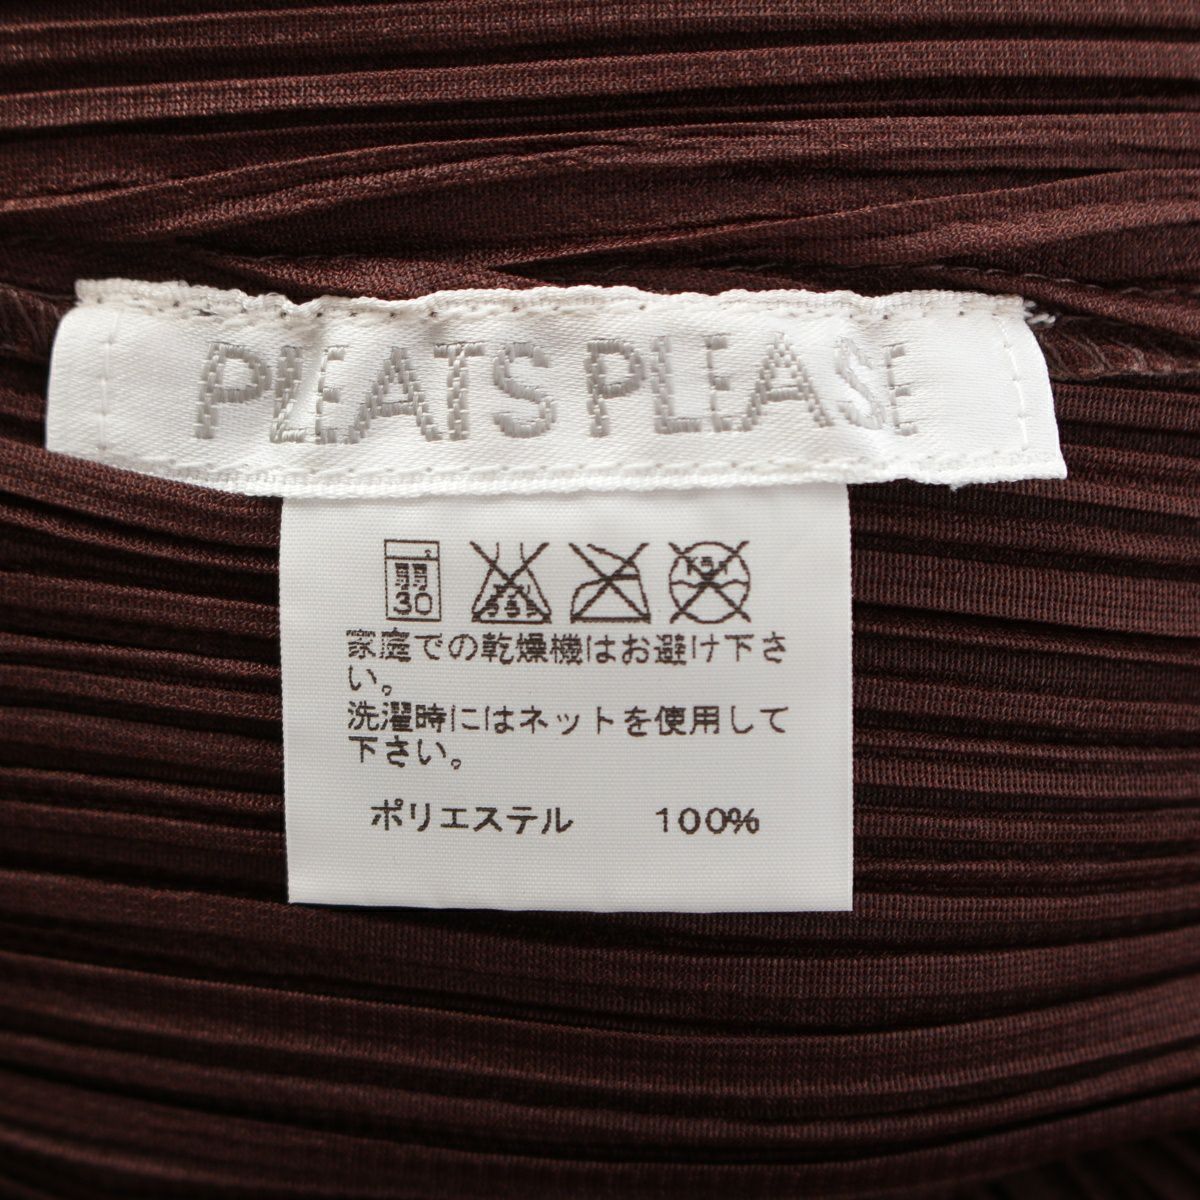 PLEATS PLEASE
弱
30
家庭での乾燥機はお避け下さ
い。
洗濯時にはネットを使用して
下さい。
ポリエステル 100%